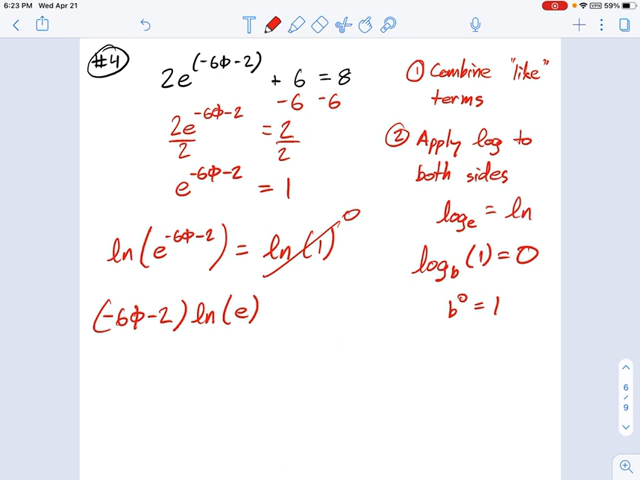 6:23 PM Wed Apr 21
VPN 59%
#4
2e^(-6ϕ-2) + 6 = 8
-6 -6
2e^-6ϕ-2 / 2 = 2 / 2
e^-6ϕ-2 = 1
ln(e^-6ϕ-2) = ln(1) 0
(-6ϕ-2) ln(e)
① Combine "like"
terms
② Apply log to
both sides
log_e = ln
log_b (1) = 0
b^0 = 1
6
9